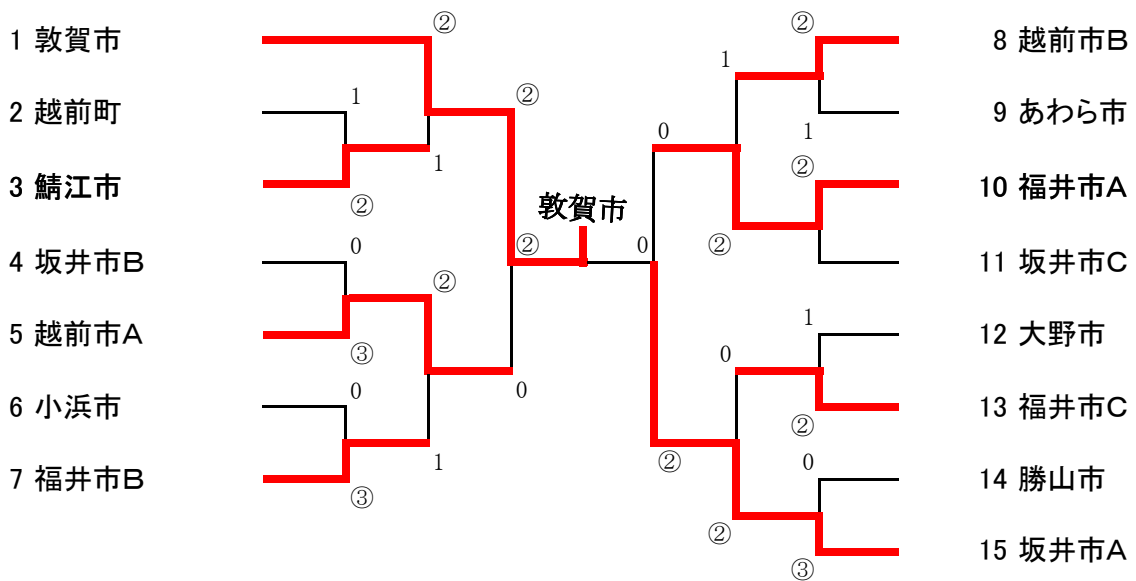 ②
②
1 敦賀市
8 越前市B
1
1
②
2 越前町
9 あわら市
0
1
1
②
3 鯖江市
10 福井市A
②
敦賀市
0
②
0
②
4 坂井市B
11 坂井市C
②
1
5 越前市A
12 大野市
③
0
0
0
6 小浜市
13 福井市C
②
1
②
0
7 福井市B
14 勝山市
③
②
15 坂井市A
③